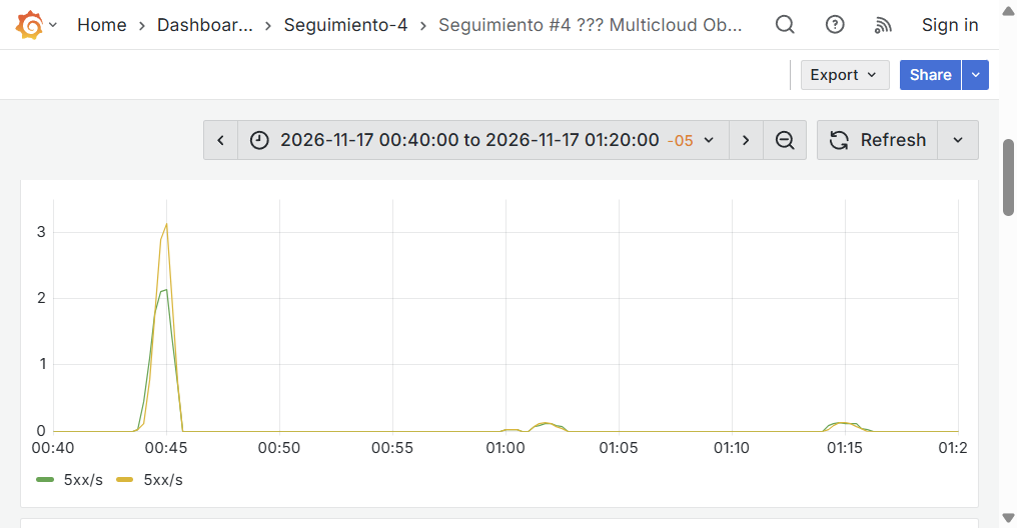 Home › Dashboar... › Seguimiento-4 › Seguimiento #4 ??? Multicloud Ob... Sign in
Export Share
2026-11-17 00:40:00 to 2026-11-17 01:20:00 -05 Refresh
3
2
1
0
00:40 00:45 00:50 00:55 01:00 01:05 01:10 01:15 01:2
5xx/s 5xx/s